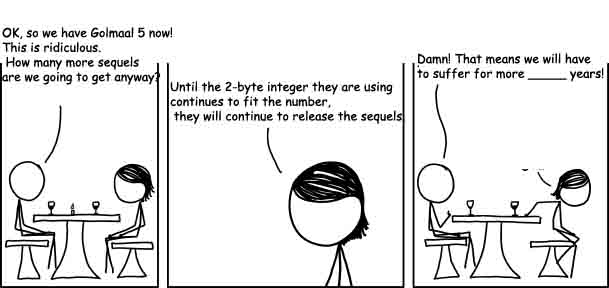 OK, so we have Golmaal 5 now!
This is ridiculous.
How many more sequels
are we going to get anyway?
Until the 2-byte integer they are using
continues to fit the number,
they will continue to release the sequels
Damn! That means we will have
to suffer for more _____ years!